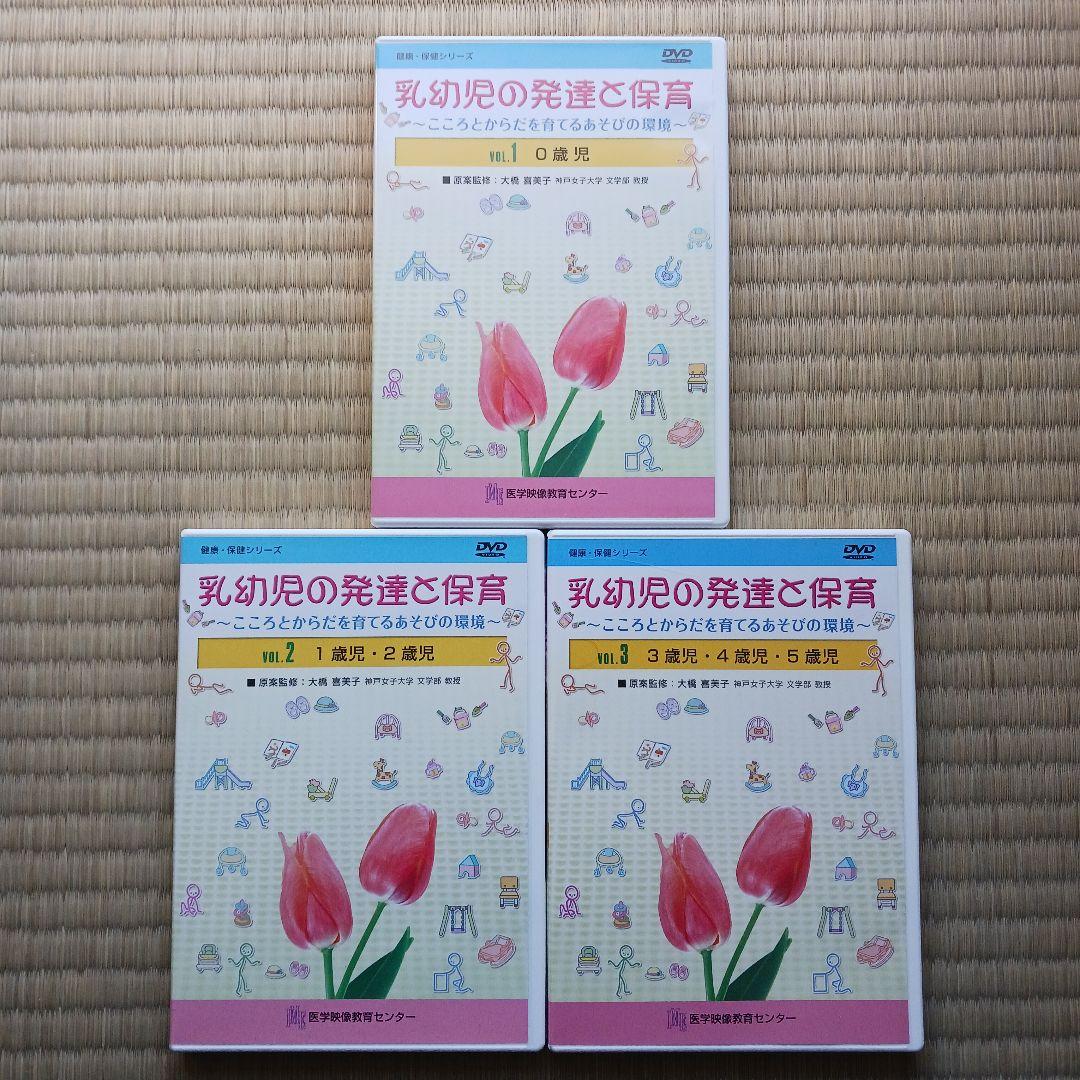 健康・保健シリーズ
DVD
VIDEO
乳幼児の発達と保育
～こころとからだを育てるあそびの環境～
VOL.1 0歳児
■ 原案監修：大橋 喜美子 神戸女子大学 文学部 教授
医学映像教育センター
健康・保健シリーズ
DVD
VIDEO
乳幼児の発達と保育
～こころとからだを育てるあそびの環境～
VOL.2 1歳児・2歳児
■ 原案監修：大橋 喜美子 神戸女子大学 文学部 教授
医学映像教育センター
健康・保健シリーズ
DVD
VIDEO
乳幼児の発達と保育
～こころとからだを育てるあそびの環境～
VOL.3 3歳児・4歳児・5歳児
■ 原案監修：大橋 喜美子 神戸女子大学 文学部 教授
医学映像教育センター